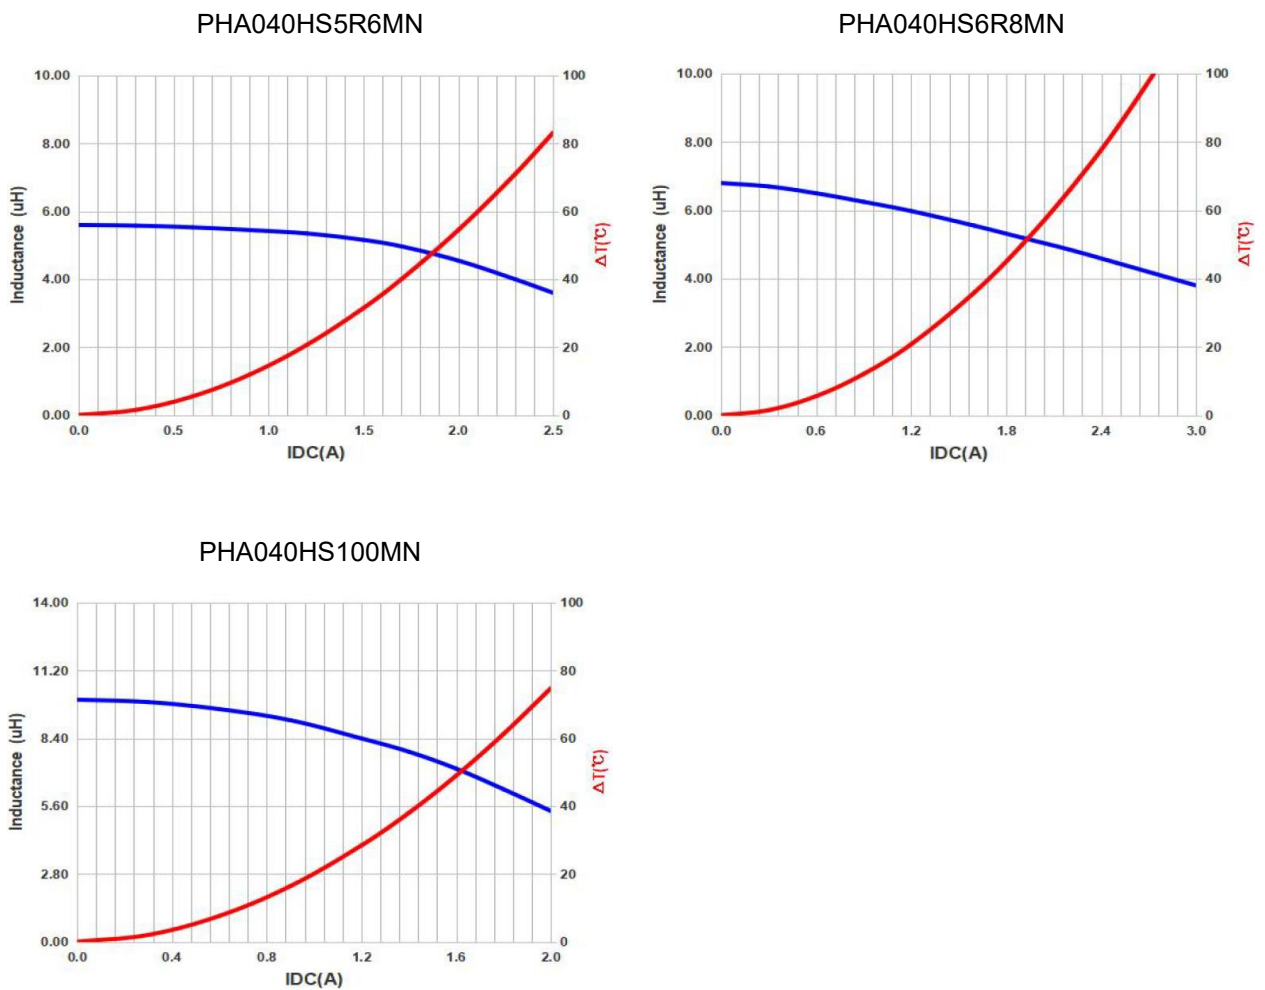 PHA040HS5R6MN
10.00
8.00
6.00
4.00
2.00
0.00
Inductance (uH)
100
80
60
40
20
0
ΔT(℃)
0.0 0.5 1.0 1.5 2.0 2.5
IDC(A)
PHA040HS6R8MN
10.00
8.00
6.00
4.00
2.00
0.00
Inductance (uH)
100
80
60
40
20
0
ΔT(℃)
0.0 0.6 1.2 1.8 2.4 3.0
IDC(A)
PHA040HS100MN
14.00
11.20
8.40
5.60
2.80
0.00
Inductance (uH)
100
80
60
40
20
0
ΔT(℃)
0.0 0.4 0.8 1.2 1.6 2.0
IDC(A)